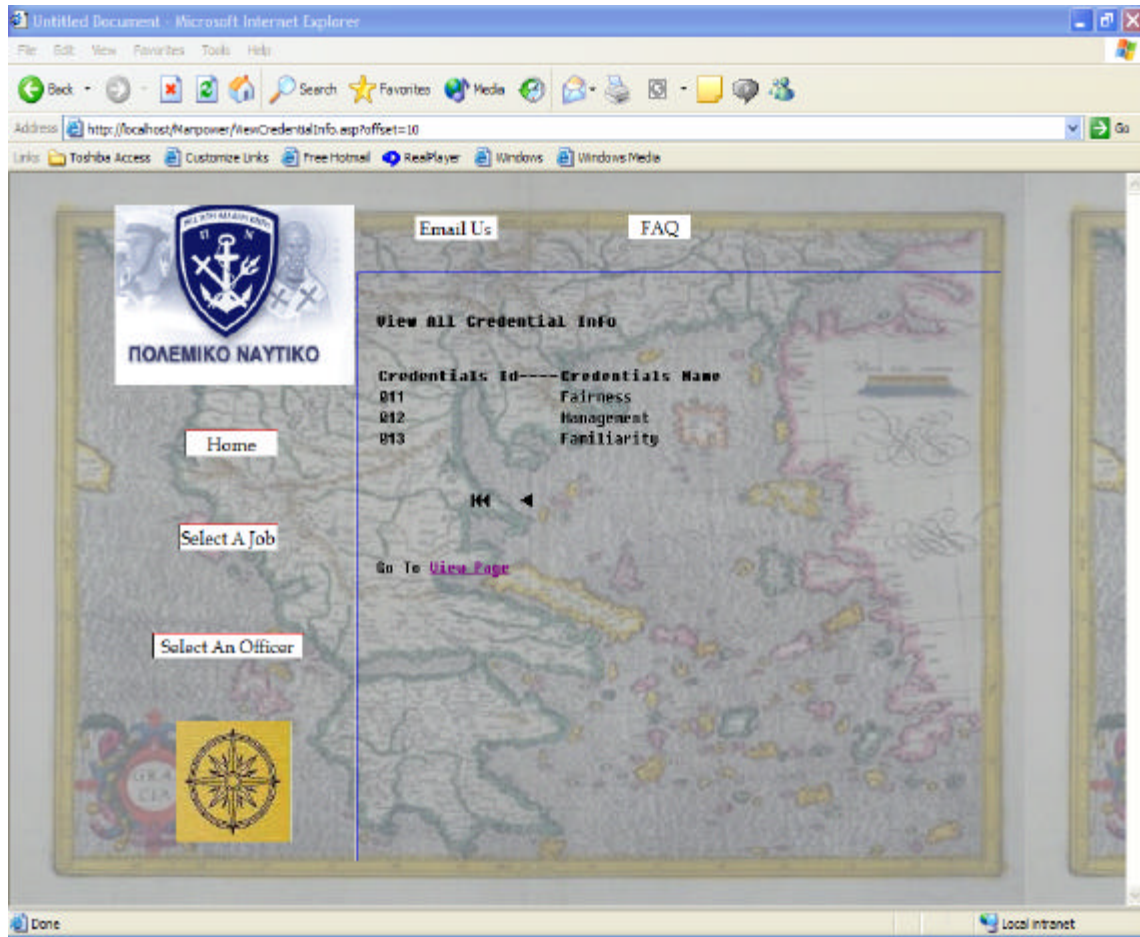 Untitled Document - Microsoft Internet Explorer
File Edit View Favorites Tools Help
Back Search Favorites Media
Address http://localhost/Manpower/ViewCredentialInfo.asp?offset=10 Go
Links Toshiba Access Customize Links Free Hotmail RealPlayer Windows Windows Media
Email Us FAQ
Π Ν
ΠΟΛΕΜΙΚΟ ΝΑΥΤΙΚΟ
View All Credential Info
Credentials Id----Credentials Name
011 Fairness
012 Management
013 Familiarity
Home
Select A Job
Go To View Page
Select An Officer
GRÆ
CIA
Done Local intranet